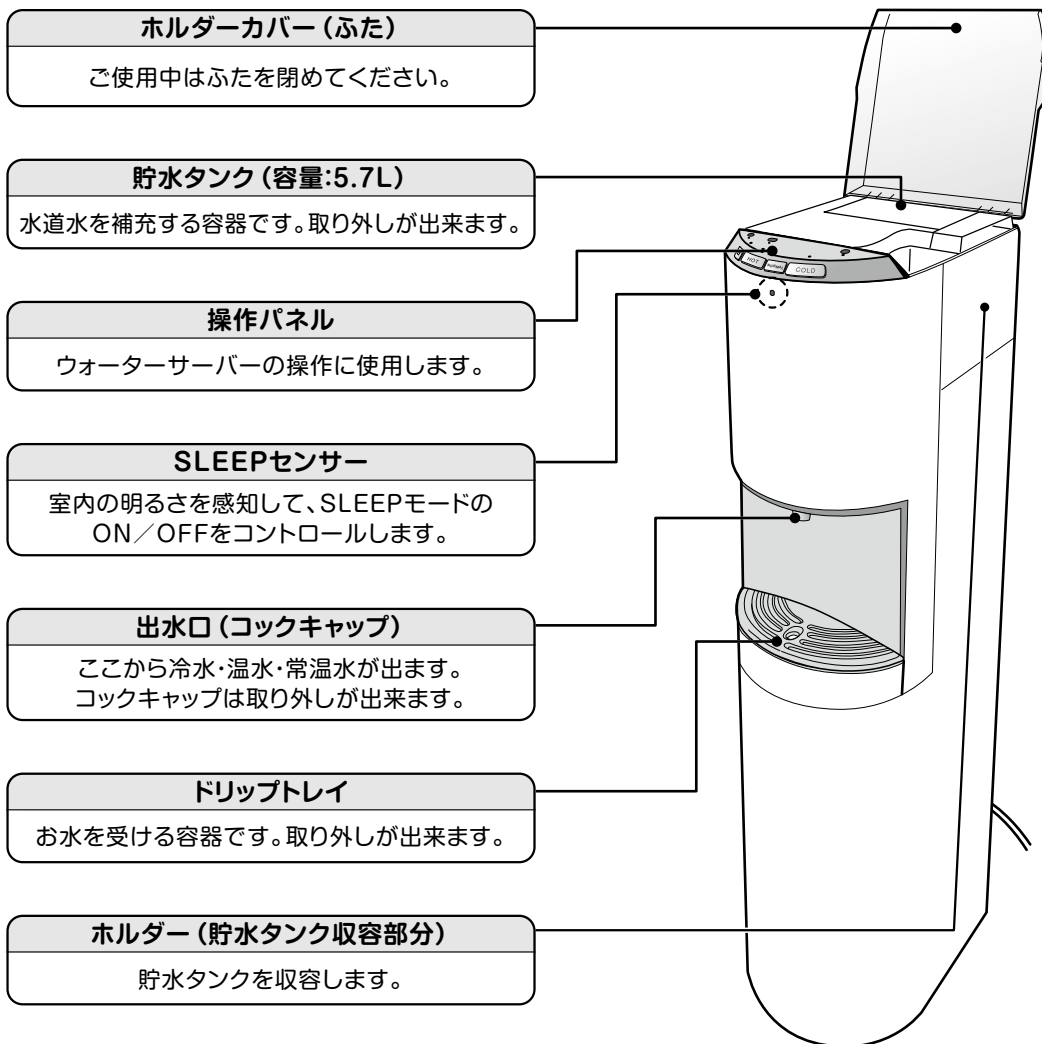 ホルダーカバー（ふた）
ご使用中はふたを閉めてください。
貯水タンク（容量:5.7L）
水道水を補充する容器です。取り外しが出来ます。
操作パネル
ウォーターサーバーの操作に使用します。
HOT
COLD
SLEEPセンサー
室内の明るさを感知して、SLEEPモードの
ON／OFFをコントロールします。
出水口（コックキャップ）
ここから冷水・温水・常温水が出ます。
コックキャップは取り外しが出来ます。
ドリップトレイ
お水を受ける容器です。取り外しが出来ます。
ホルダー（貯水タンク収容部分）
貯水タンクを収容します。